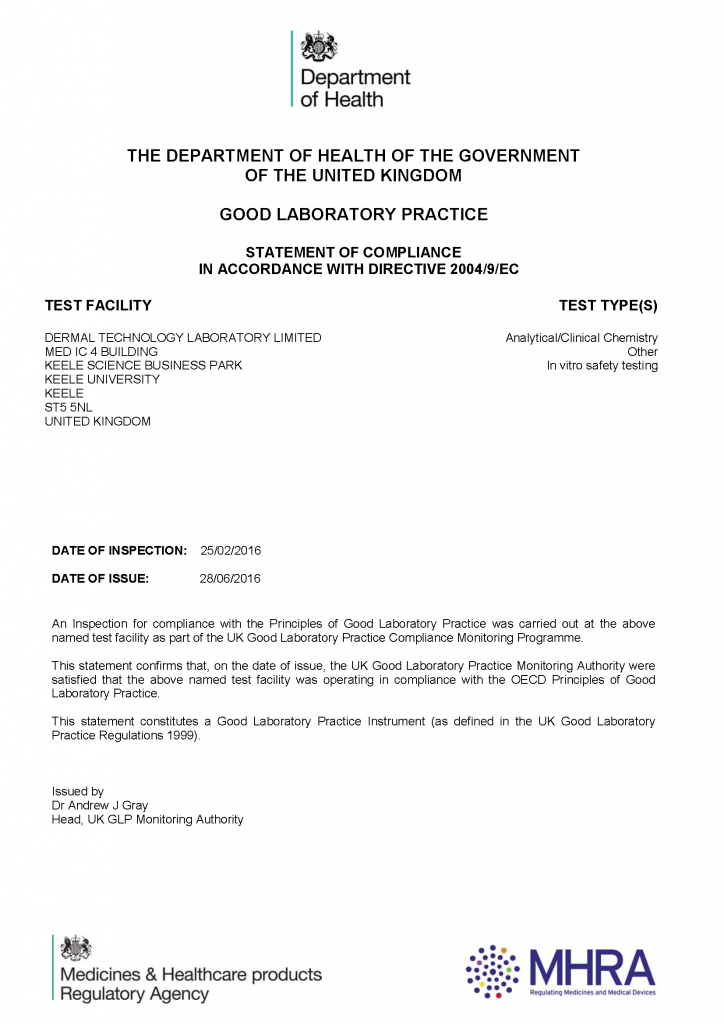 Department
of Health
THE DEPARTMENT OF HEALTH OF THE GOVERNMENT
OF THE UNITED KINGDOM
GOOD LABORATORY PRACTICE
STATEMENT OF COMPLIANCE
IN ACCORDANCE WITH DIRECTIVE 2004/9/EC
TEST FACILITY
DERMAL TECHNOLOGY LABORATORY LIMITED
MED IC 4 BUILDING
KEELE SCIENCE BUSINESS PARK
KEELE UNIVERSITY
KEELE
ST5 5NL
UNITED KINGDOM
TEST TYPE(S)
Analytical/Clinical Chemistry
Other
In vitro safety testing
DATE OF INSPECTION: 25/02/2016
DATE OF ISSUE: 28/06/2016
An Inspection for compliance with the Principles of Good Laboratory Practice was carried out at the above
named test facility as part of the UK Good Laboratory Practice Compliance Monitoring Programme.
This statement confirms that, on the date of issue, the UK Good Laboratory Practice Monitoring Authority were
satisfied that the above named test facility was operating in compliance with the OECD Principles of Good
Laboratory Practice.
This statement constitutes a Good Laboratory Practice Instrument (as defined in the UK Good Laboratory
Practice Regulations 1999).
Issued by
Dr Andrew J Gray
Head, UK GLP Monitoring Authority
Medicines & Healthcare products
Regulatory Agency
MHRA
Regulating Medicines and Medical Devices